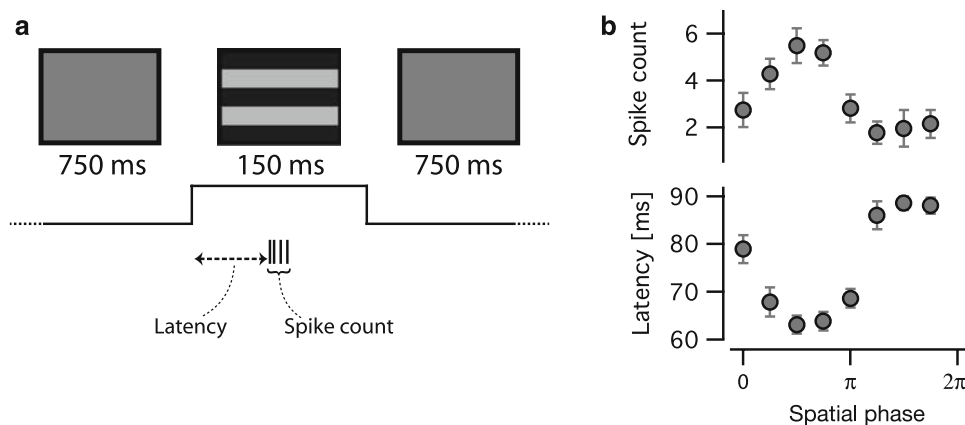 a
750 ms
150 ms
750 ms
Latency
Spike count
b
Spike count
6
4
2
Latency [ms]
90
80
70
60
0
π
2π
Spatial phase